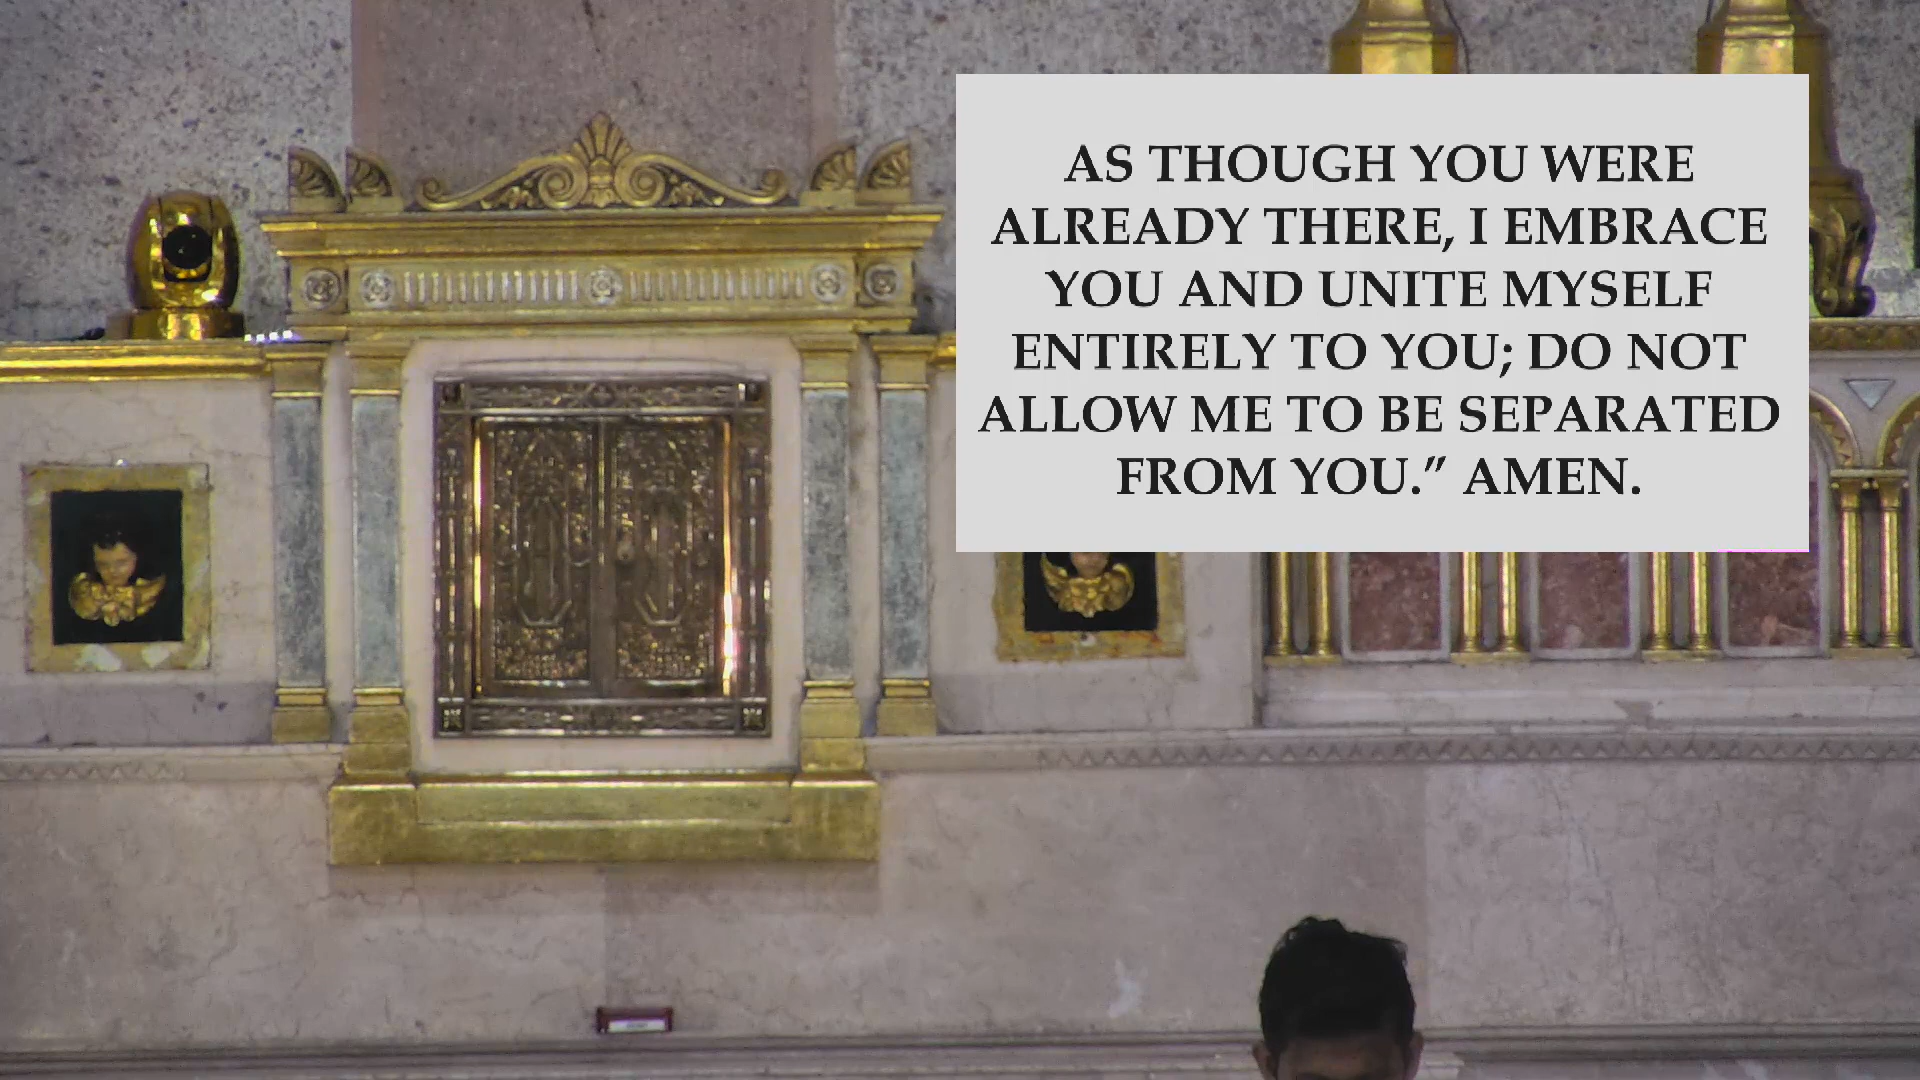 AS THOUGH YOU WERE
ALREADY THERE, I EMBRACE
YOU AND UNITE MYSELF
ENTIRELY TO YOU; DO NOT
ALLOW ME TO BE SEPARATED
FROM YOU.” AMEN.